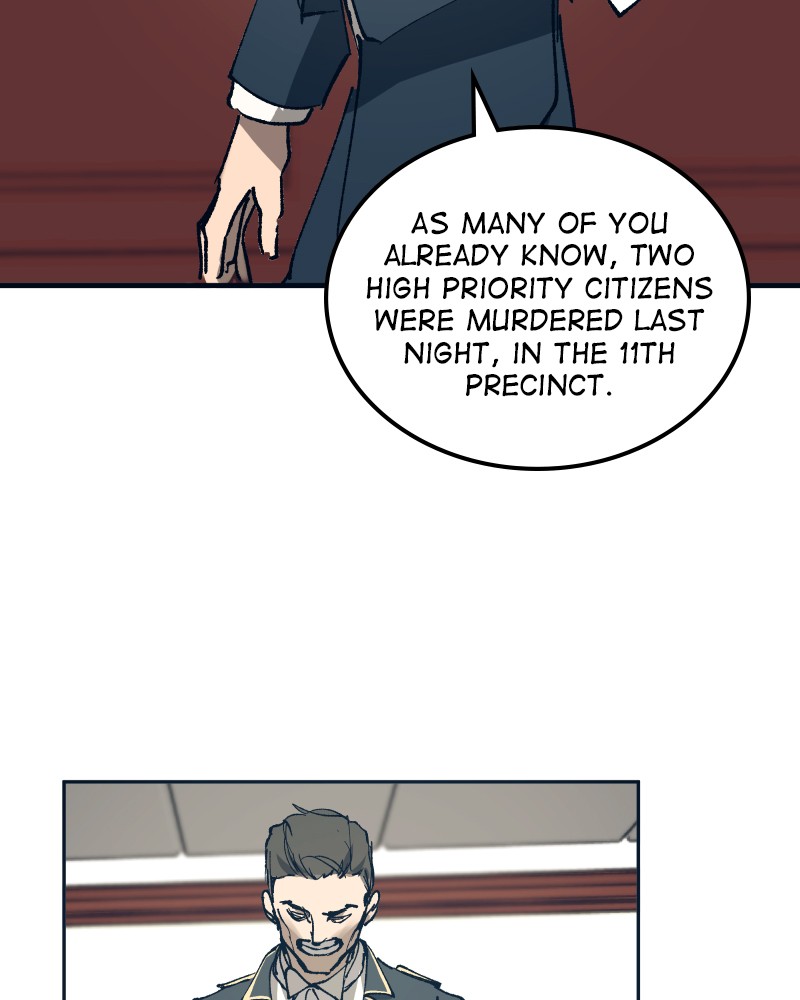 AS MANY OF YOU
ALREADY KNOW, TWO
HIGH PRIORITY CITIZENS
WERE MURDERED LAST
NIGHT, IN THE 11TH
PRECINCT.